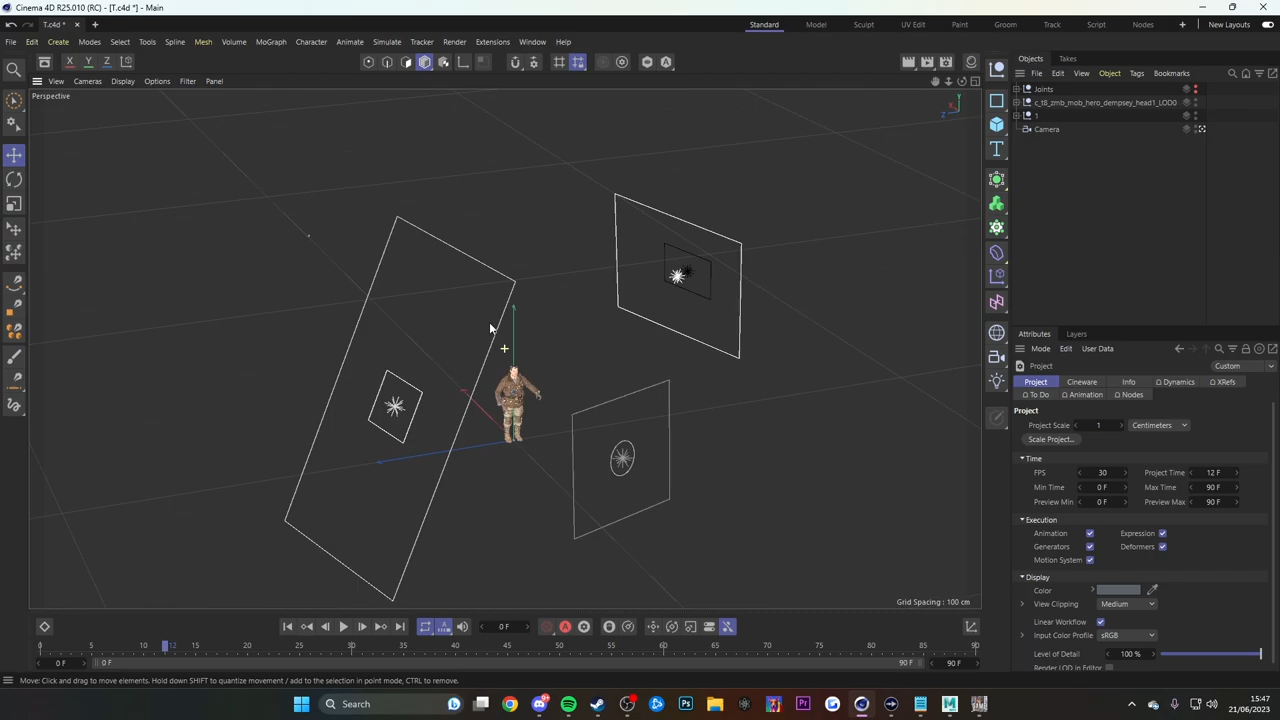 Cinema 4D R25.010 (RC) - [T.c4d *] - Main
T.c4d *
Standard Model Sculpt UV Edit Paint Groom Track Script Nodes New Layouts
File Edit Create Modes Select Tools Spline Mesh Volume MoGraph Character Animate Simulate Tracker Render Extensions Window Help
X Y Z
View Cameras Display Options Filter Panel
Perspective
Y
X
Z
Grid Spacing : 100 cm
Objects Takes
File Edit View Object Tags Bookmarks
Joints
c_t8_zmb_mob_hero_dempsey_head1_LOD0
1
Camera
Attributes Layers
Mode Edit User Data
Project Custom
Project Cineware Info Dynamics XRefs
To Do Animation Nodes
Project
Project Scale 1 Centimeters
Scale Project...
Time
FPS 30 Project Time 12 F
Min Time 0 F Max Time 90 F
Preview Min 0 F Preview Max 90 F
Execution
Animation Expression
Generators Deformers
Motion System
Display
Color
View Clipping Medium
Linear Workflow
Input Color Profile sRGB
Level of Detail 100 %
Render LOD in Editor
0 F
0 5 10 12 15 20 25 30 35 40 45 50 55 60 65 70 75 80 85 90
0 F 0 F 90 F 90 F
Move: Click and drag to move elements. Hold down SHIFT to quantize movement / add to the selection in point mode, CTRL to remove.
Search
15:47
21/06/2023